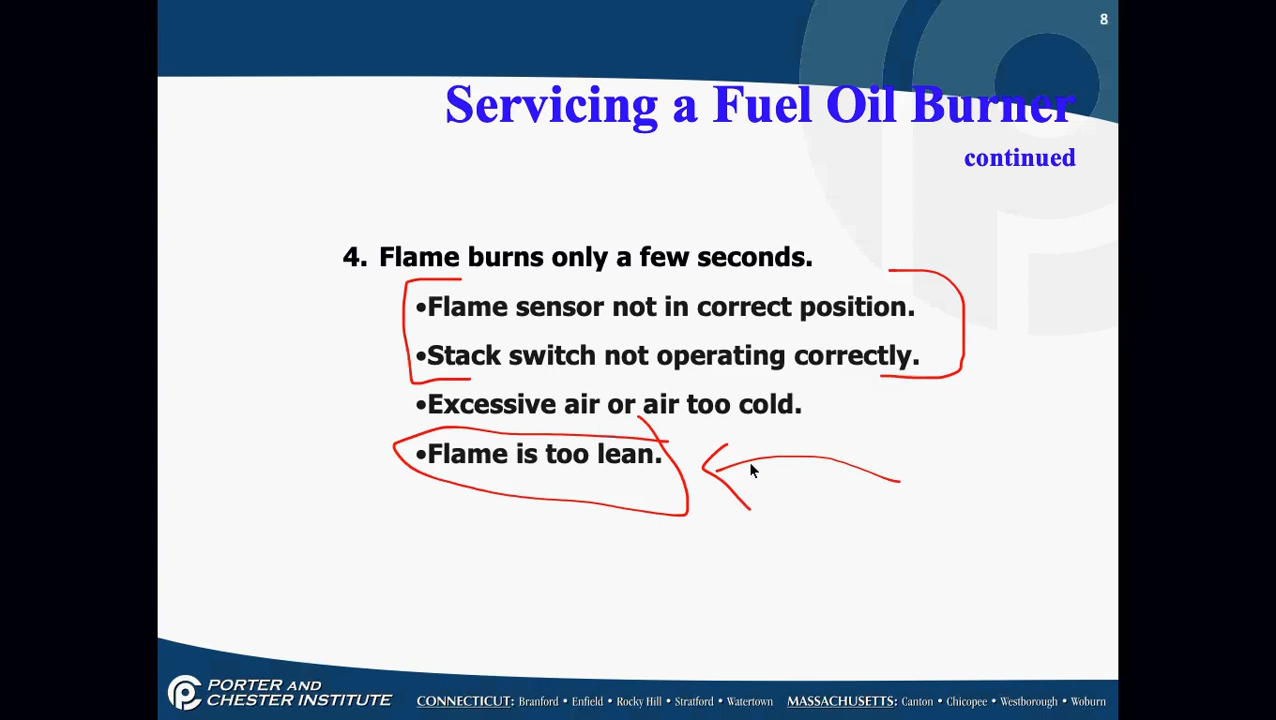 8
Servicing a Fuel Oil Burner
continued
4. Flame burns only a few seconds.
•Flame sensor not in correct position.
•Stack switch not operating correctly.
•Excessive air or air too cold.
•Flame is too lean.
PORTER AND
CHESTER INSTITUTE
CONNECTICUT: Branford • Enfield • Rocky Hill • Stratford • Watertown MASSACHUSETTS: Canton • Chicopee • Westborough • Woburn